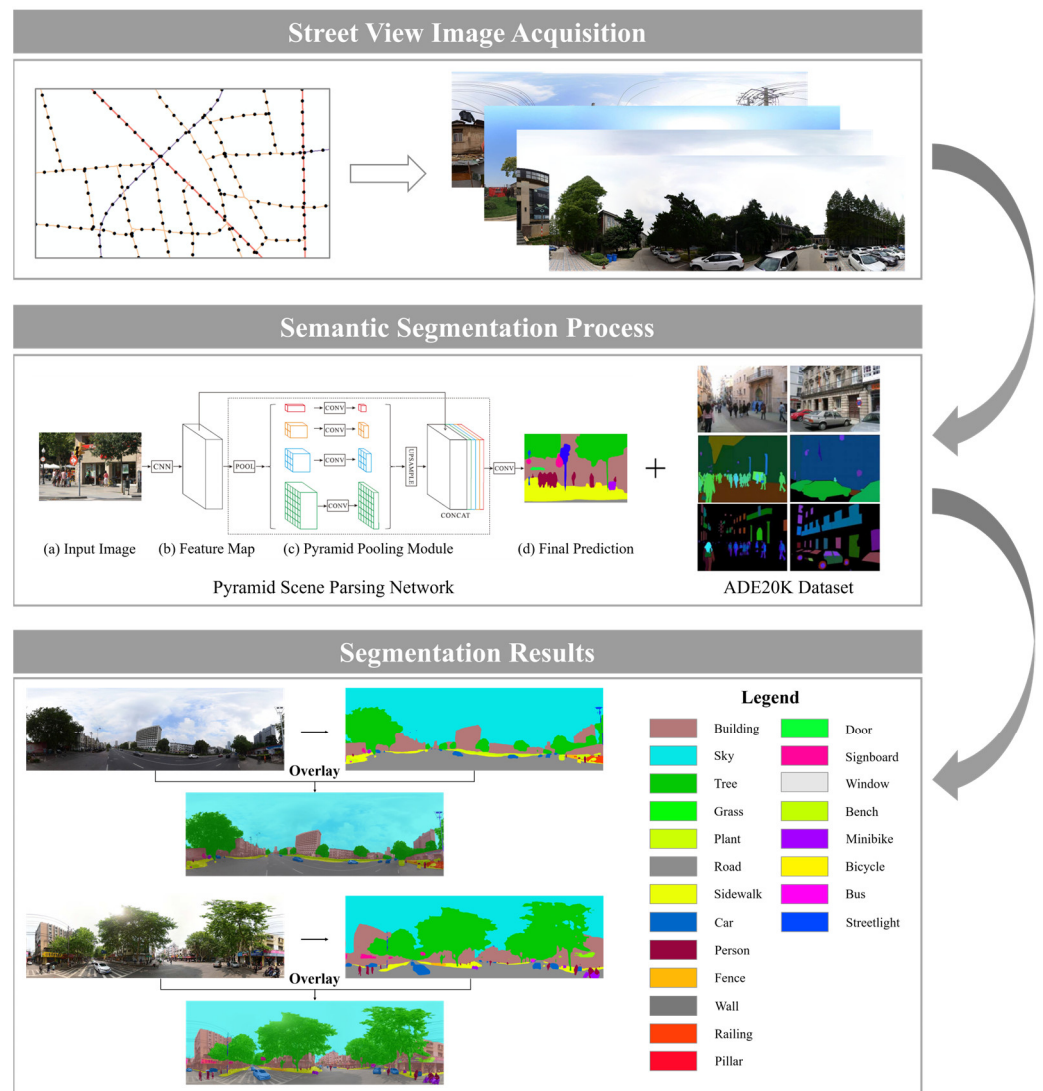 Street View Image Acquisition
Semantic Segmentation Process
CNN
POOL
CONV
CONV
CONV
CONV
UPSAMPLE
CONCAT
CONV
(a) Input Image
(b) Feature Map
(c) Pyramid Pooling Module
(d) Final Prediction
Pyramid Scene Parsing Network
ADE20K Dataset
Segmentation Results
Overlay
Overlay
Legend
Building
Sky
Tree
Grass
Plant
Road
Sidewalk
Car
Person
Fence
Wall
Railing
Pillar
Door
Signboard
Window
Bench
Minibike
Bicycle
Bus
Streetlight